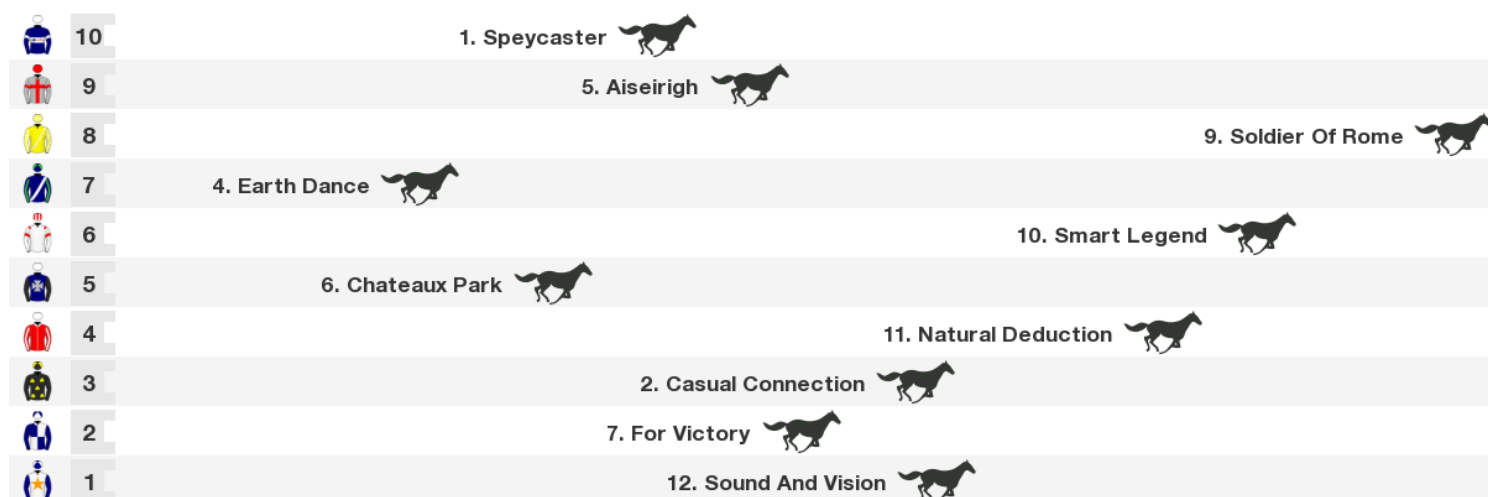 10 1. Speycaster
9 5. Aiseirigh
8 9. Soldier Of Rome
7 4. Earth Dance
6 10. Smart Legend
5 6. Chateaux Park
4 11. Natural Deduction
3 2. Casual Connection
2 7. For Victory
1 12. Sound And Vision